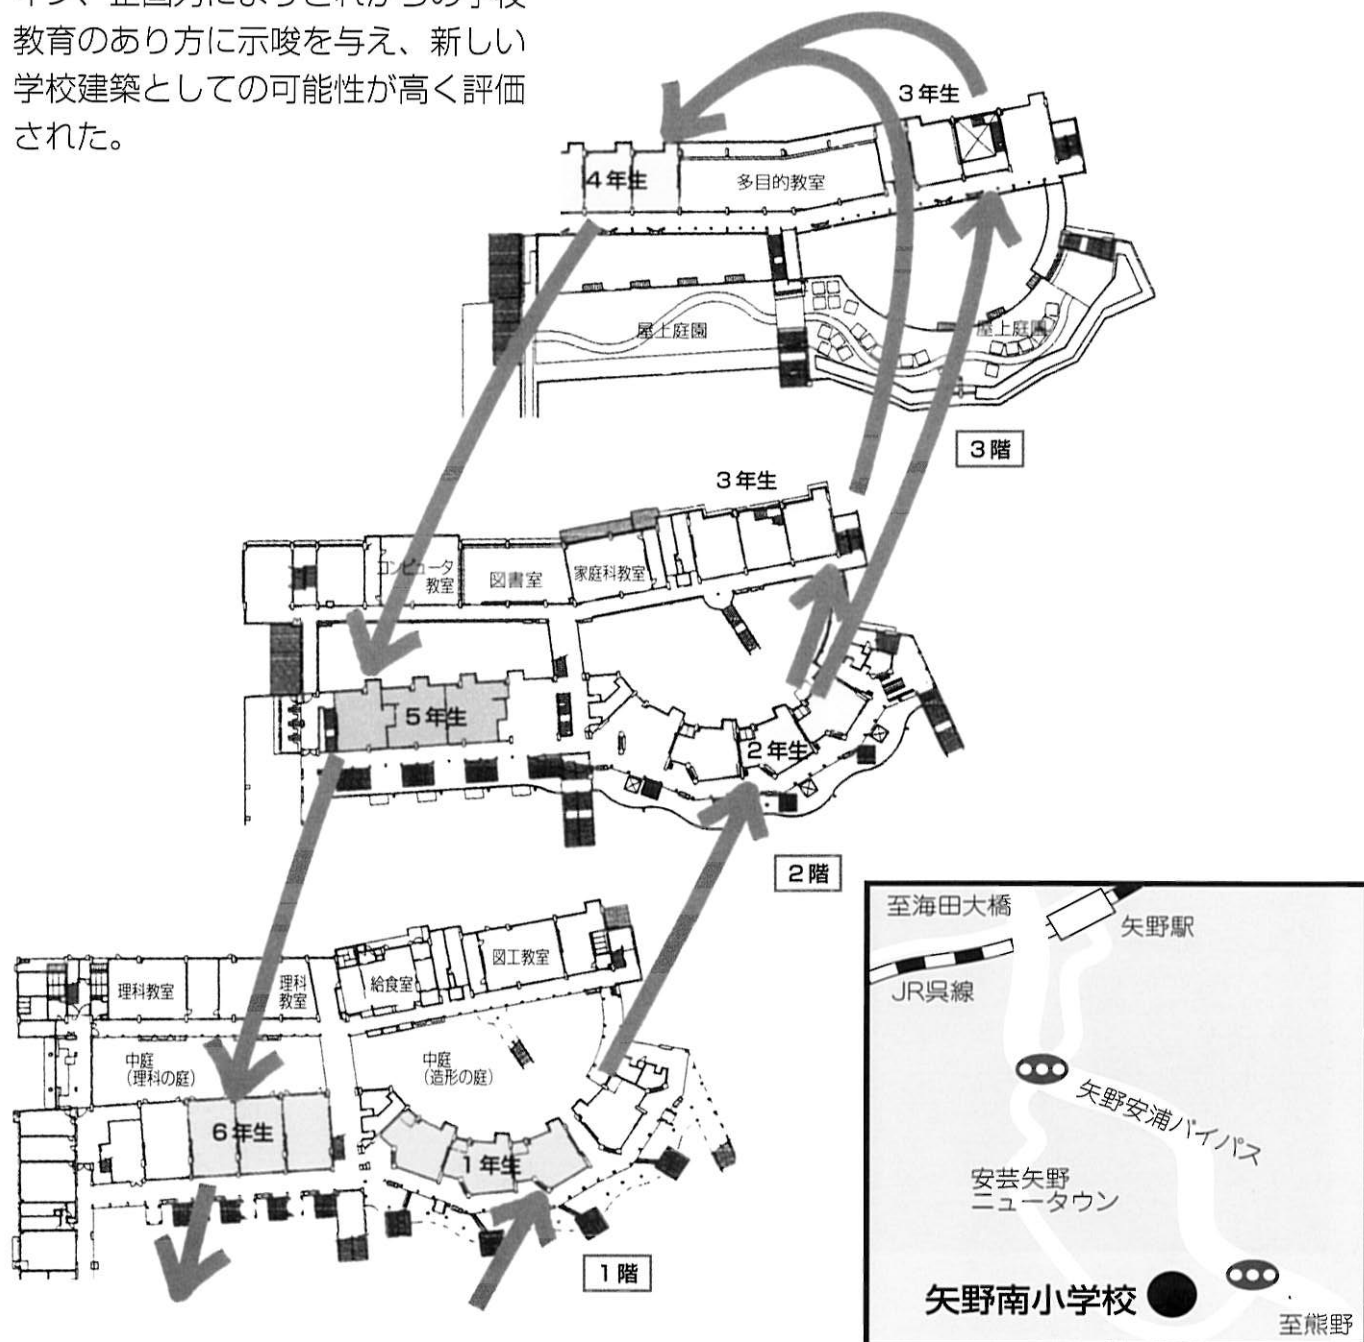 教育のあり方に示唆を与え、新しい
学校建築としての可能性が高く評価
された。
3年生
4年生
多目的教室
屋上庭園
屋上庭園
3階
3年生
コンピュータ
教室
図書室
家庭科教室
5年生
2年生
2階
理科教室
理科
教室
給食室
図工教室
中庭
(理科の庭)
中庭
(造形の庭)
6年生
1年生
1階
至海田大橋
矢野駅
JR呉線
矢野安浦バイパス
安芸矢野
ニュータウン
矢野南小学校
至熊野